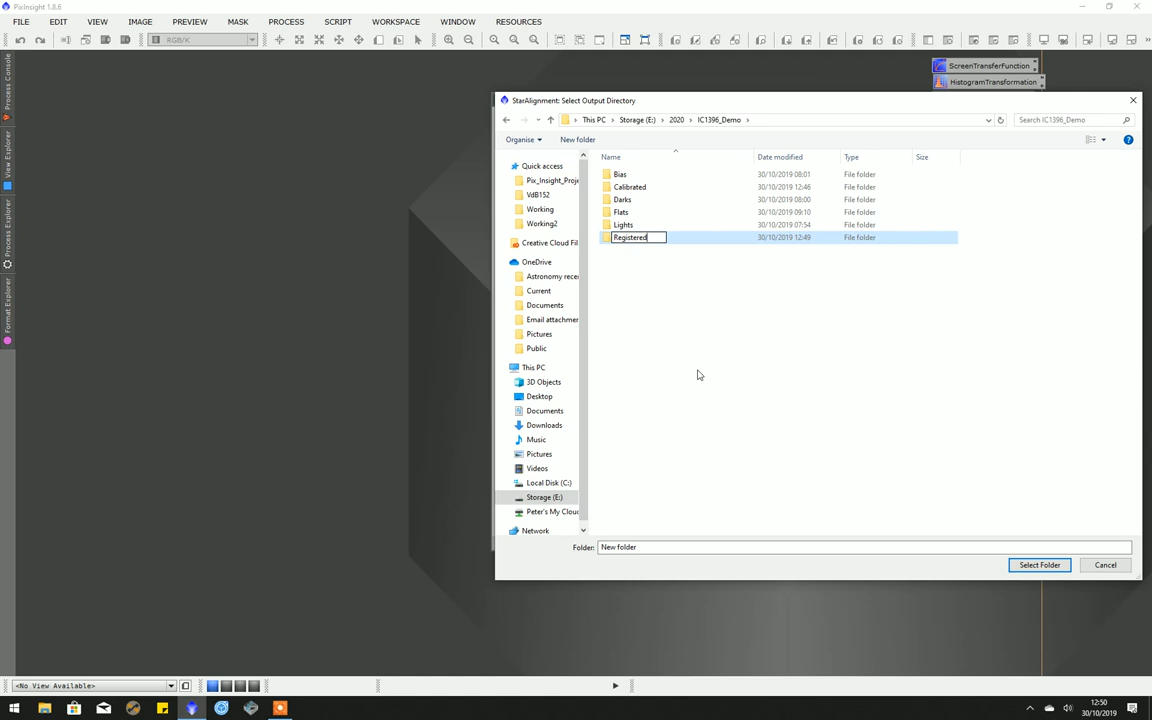 PixInsight 1.8.6
FILE EDIT VIEW IMAGE PREVIEW MASK PROCESS SCRIPT WORKSPACE WINDOW RESOURCES
RGB/K
Process Console
View Explorer
Process Explorer
Format Explorer
ScreenTransferFunction
HistogramTransformation
StarAlignment: Select Output Directory
This PC > Storage (E:) > 2020 > IC1396_Demo >
Search IC1396_Demo
Organise
New folder
Name Date modified Type Size
Bias 30/10/2019 08:01 File folder
Calibrated 30/10/2019 12:46 File folder
Darks 30/10/2019 08:00 File folder
Flats 30/10/2019 09:10 File folder
Lights 30/10/2019 07:54 File folder
Registered 30/10/2019 12:49 File folder
Quick access
Pix_Insight_Proje
VdB152
Working
Working2
Creative Cloud Fil
OneDrive
Astronomy rece
Current
Documents
Email attachmen
Pictures
Public
This PC
3D Objects
Desktop
Documents
Downloads
Music
Pictures
Videos
Local Disk (C:)
Storage (E:)
Peter's My Clou
Network
Folder: New folder
Select Folder
Cancel
<No View Available>
12:50
30/10/2019